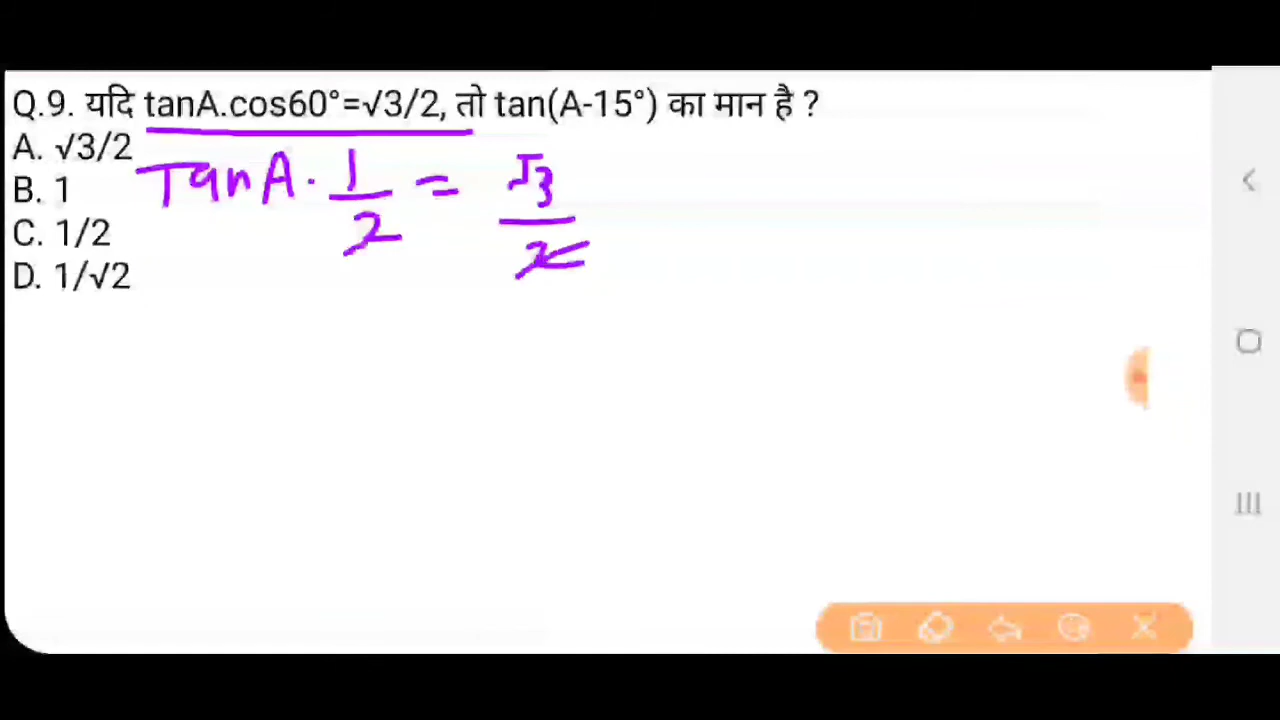 Q.9. यदि tanA.cos60°=√3/2, तो tan(A-15°) का मान है ?
A. √3/2
B. 1
C. 1/2
D. 1/√2
TanA · 1/2 = √3/2